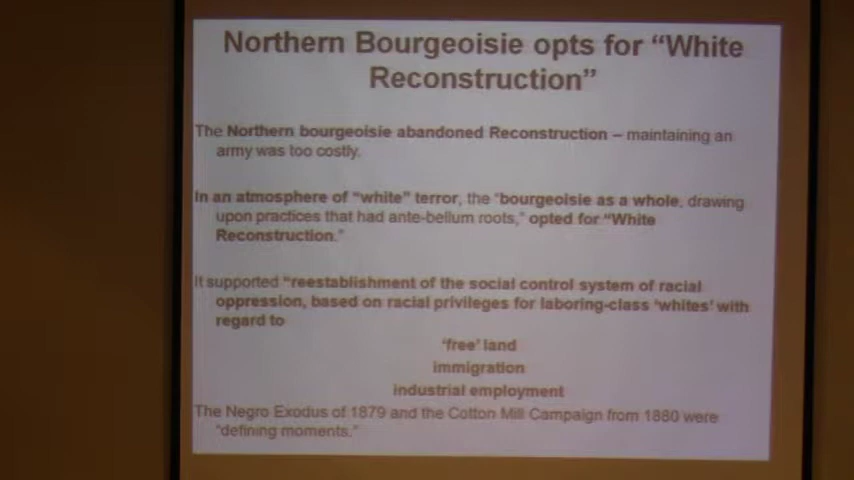 Northern Bourgeoisie opts for “White
Reconstruction”
The Northern bourgeoisie abandoned Reconstruction – maintaining an
army was too costly.
In an atmosphere of “white” terror, the “bourgeoisie as a whole, drawing
upon practices that had ante-bellum roots,” opted for “White
Reconstruction.”
It supported “reestablishment of the social control system of racial
oppression, based on racial privileges for laboring-class ‘whites’ with
regard to
‘free’ land
immigration
industrial employment
The Negro Exodus of 1879 and the Cotton Mill Campaign from 1880 were
“defining moments.”